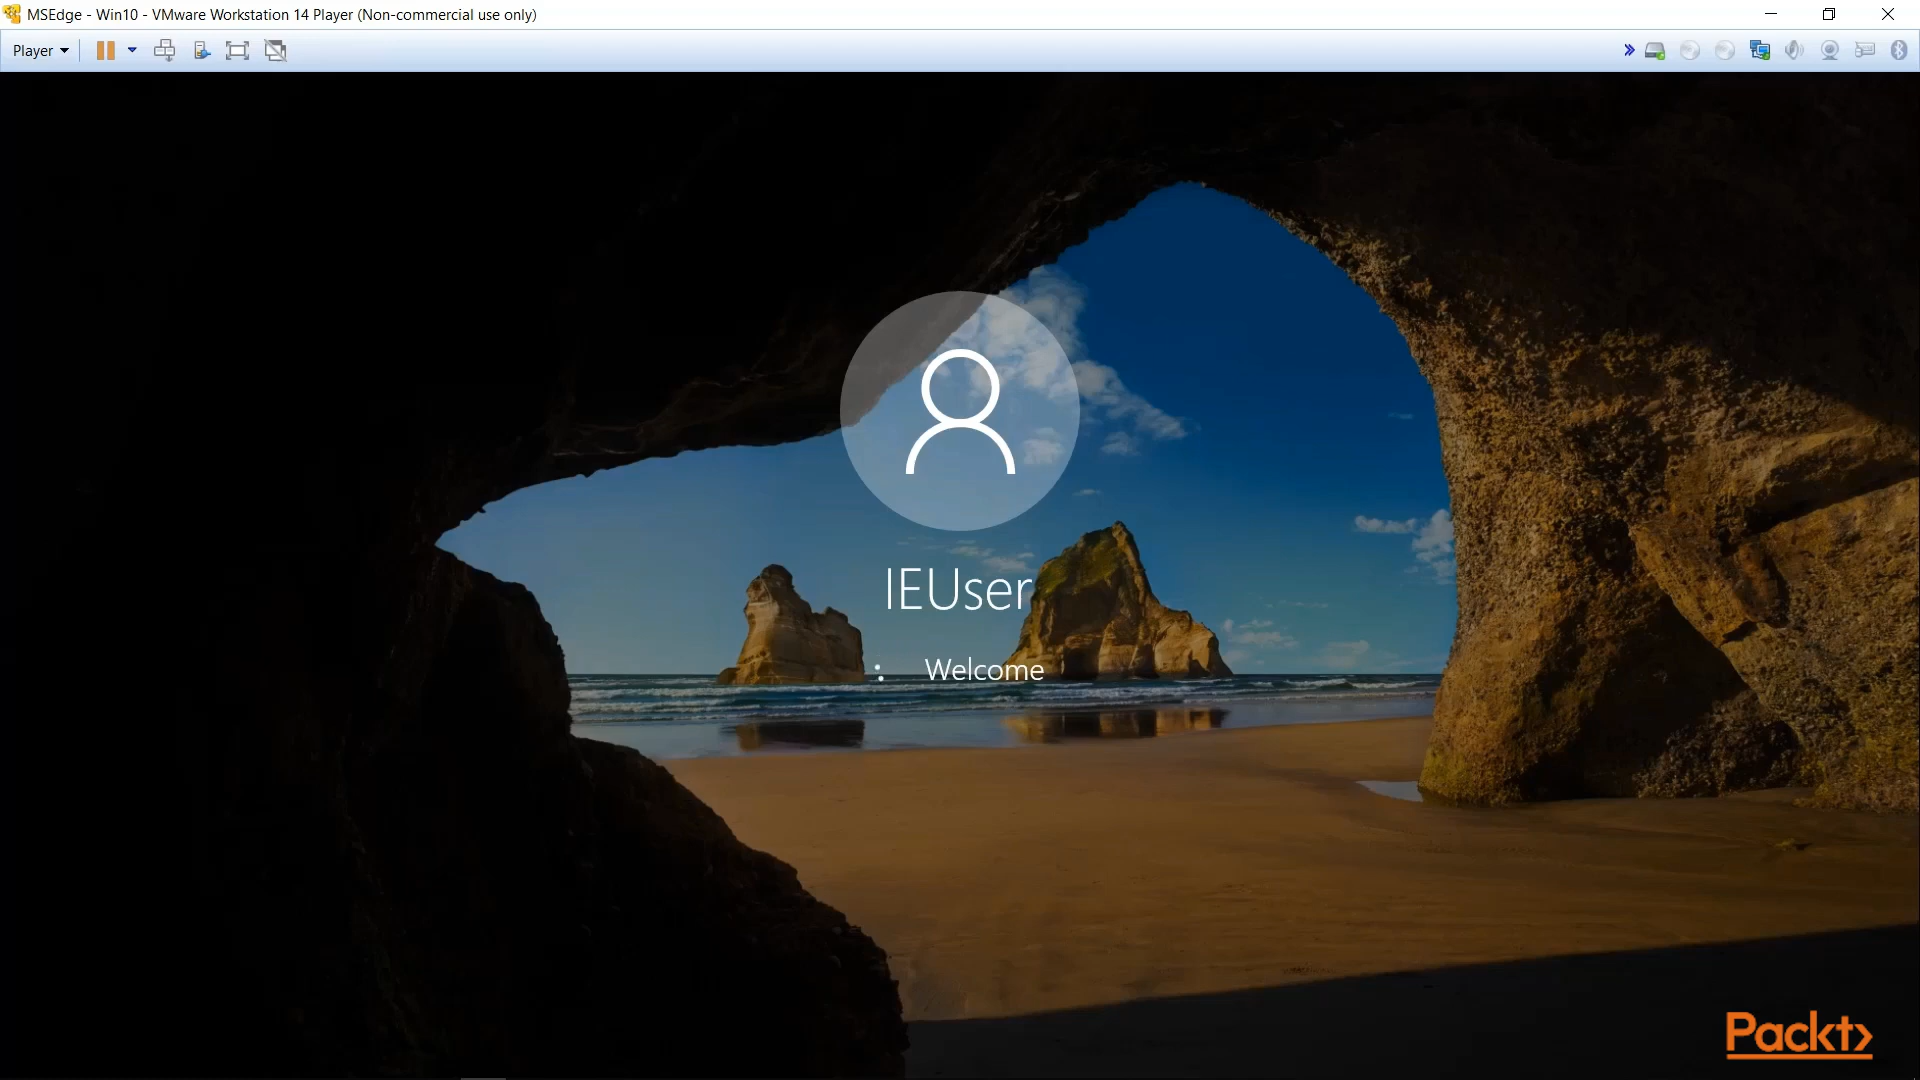 MSEdge - Win10 - VMware Workstation 14 Player (Non-commercial use only)
Player
IEUser
Welcome
Packt>